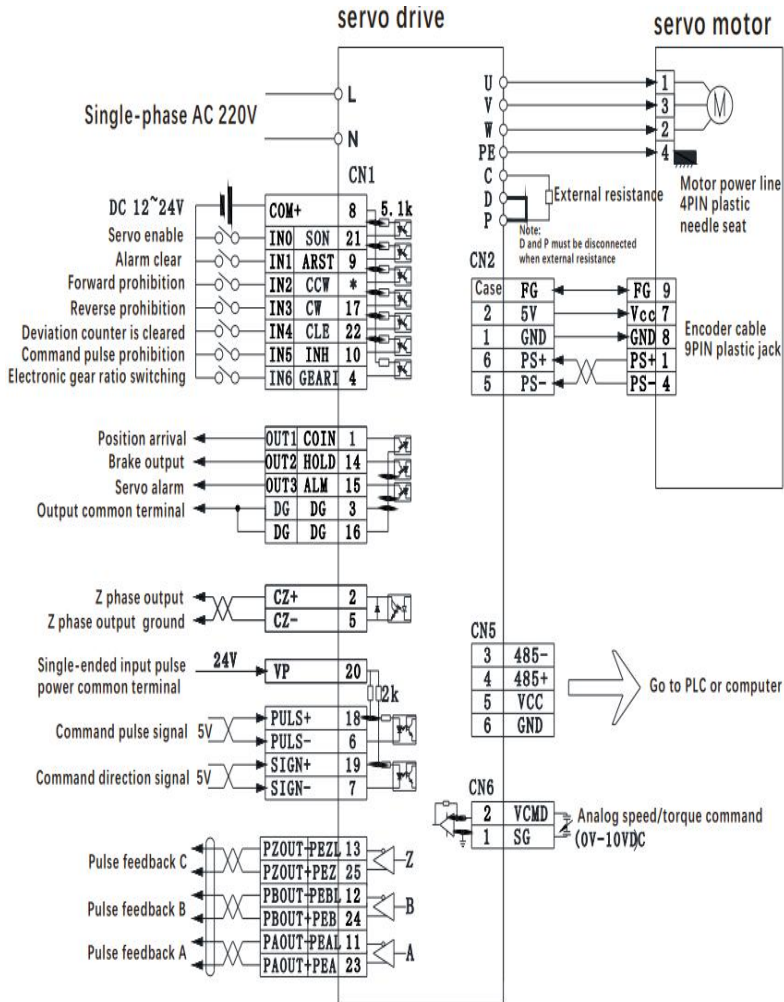 servo drive
servo motor
Single-phase AC 220V
L
N
U
V
W
PE
C
D
P
1
3
2
4
M
External resistance
Note:
D and P must be disconnected
when external resistance
Motor power line
4PIN plastic
needle seat
CN1
DC 12~24V COM+ 8 5.1k
Servo enable IN0 SON 21
Alarm clear IN1 ARST 9
Forward prohibition IN2 CCW *
Reverse prohibition IN3 CW 17
Deviation counter is cleared IN4 CLE 22
Command pulse prohibition IN5 INH 10
Electronic gear ratio switching IN6 GEAR1 4
CN2
Case FG FG 9
2 5V Vcc 7
1 GND GND 8
6 PS+ PS+ 1
5 PS- PS- 4
Encoder cable
9PIN plastic jack
Position arrival OUT1 COIN 1
Brake output OUT2 HOLD 14
Servo alarm OUT3 ALM 15
Output common terminal DG DG 3
DG DG 16
Z phase output CZ+ 2
Z phase output ground CZ- 5
Single-ended input pulse
power common terminal
24V VP 20
2k
Command pulse signal 5V
PULS+ 18
PULS- 6
Command direction signal 5V
SIGN+ 19
SIGN- 7
CN5
3 485-
4 485+
5 VCC
6 GND
Go to PLC or computer
CN6
2 VCMD
1 SG
Analog speed/torque command
(0V-10VDC)
Pulse feedback C
PZOUT-PEZL 13
PZOUT+PEZ 25
Z
Pulse feedback B
PBOUT-PEBL 12
PBOUT+PEB 24
B
Pulse feedback A
PAOUT-PEAL 11
PAOUT+PEA 23
A